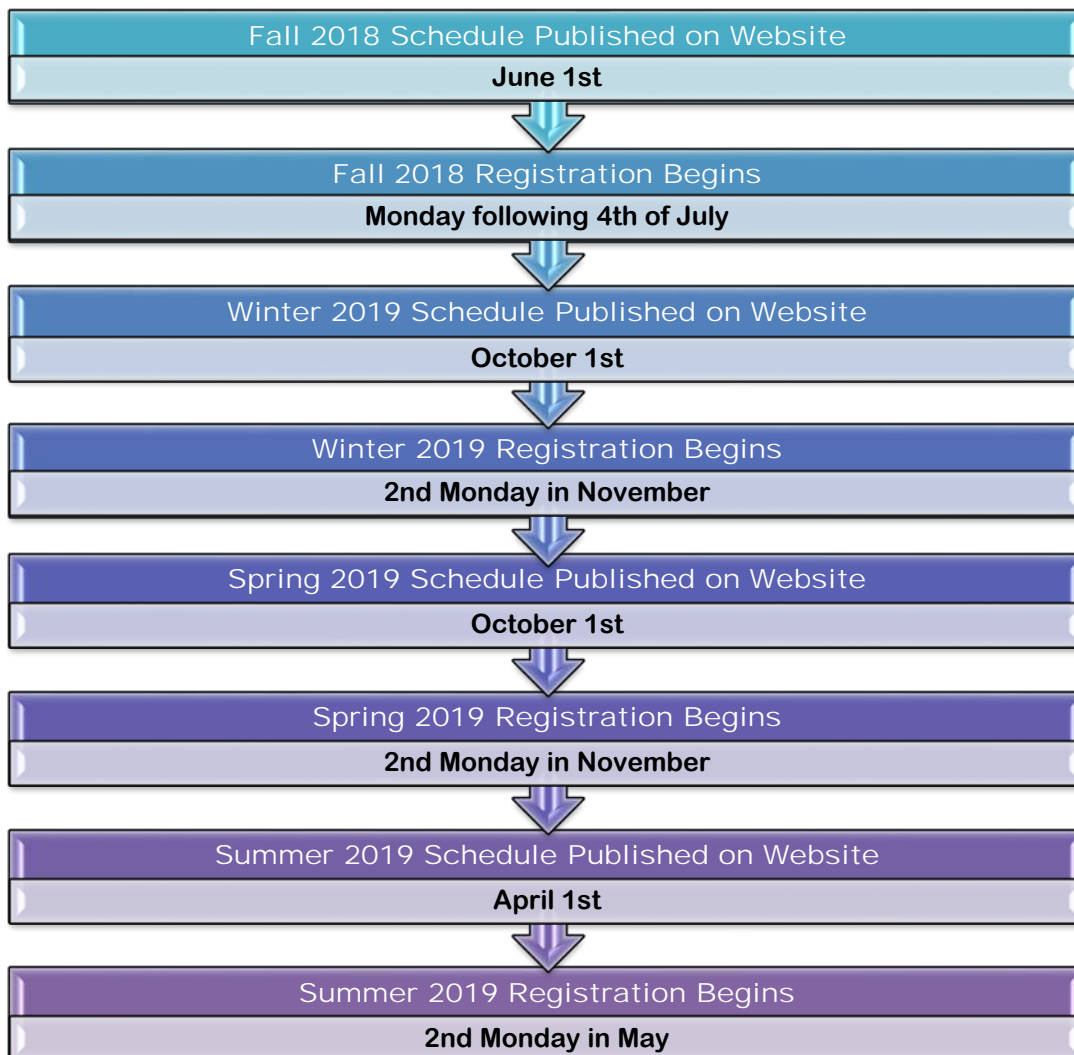 Fall 2018 Schedule Published on Website
June 1st
Fall 2018 Registration Begins
Monday following 4th of July
Winter 2019 Schedule Published on Website
October 1st
Winter 2019 Registration Begins
2nd Monday in November
Spring 2019 Schedule Published on Website
October 1st
Spring 2019 Registration Begins
2nd Monday in November
Summer 2019 Schedule Published on Website
April 1st
Summer 2019 Registration Begins
2nd Monday in May